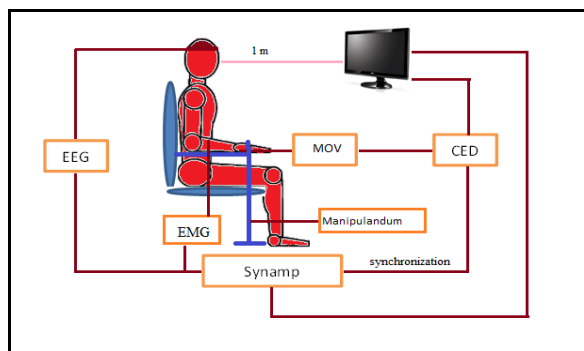 1 m
EEG
MOV
CED
EMG
Manipulandum
Synamp
synchronization